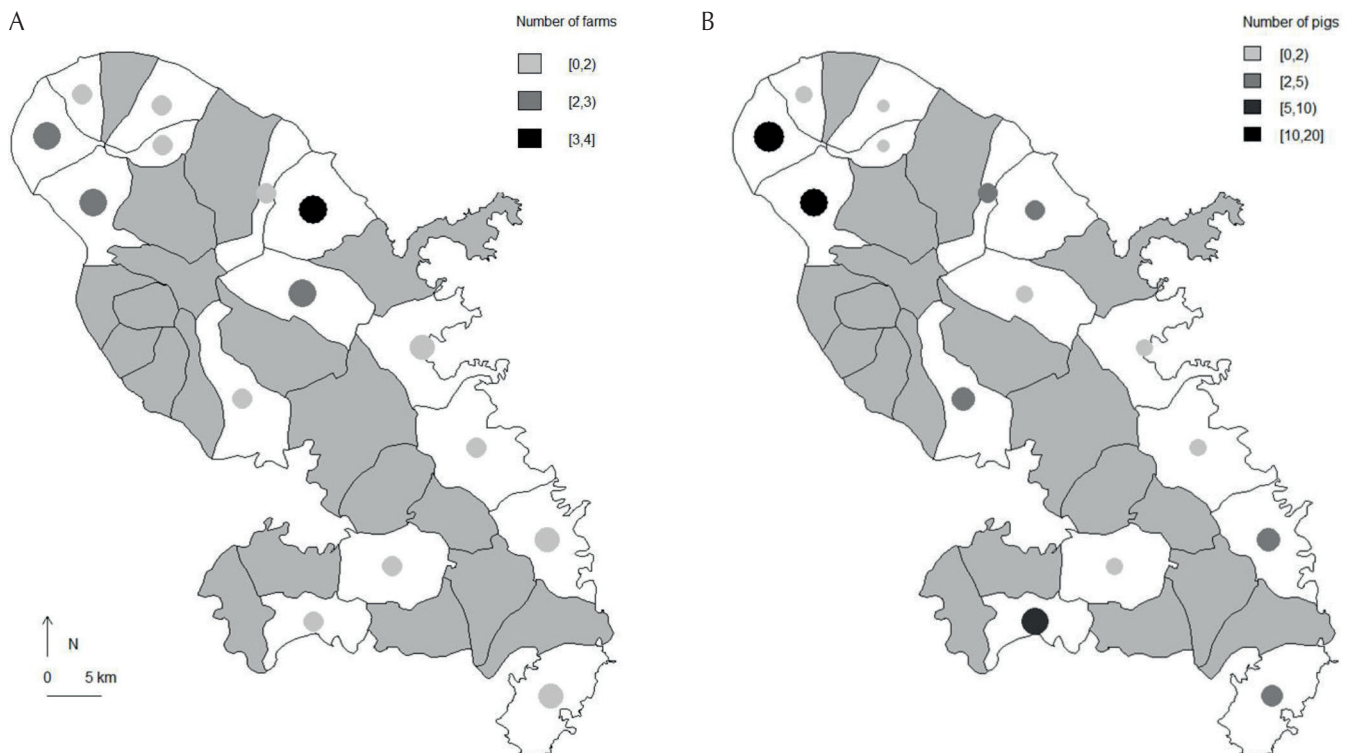 A
Number of farms
[0,2)
[2,3)
[3,4]
N
0 5 km
B
Number of pigs
[0,2)
[2,5)
[5,10)
[10,20]